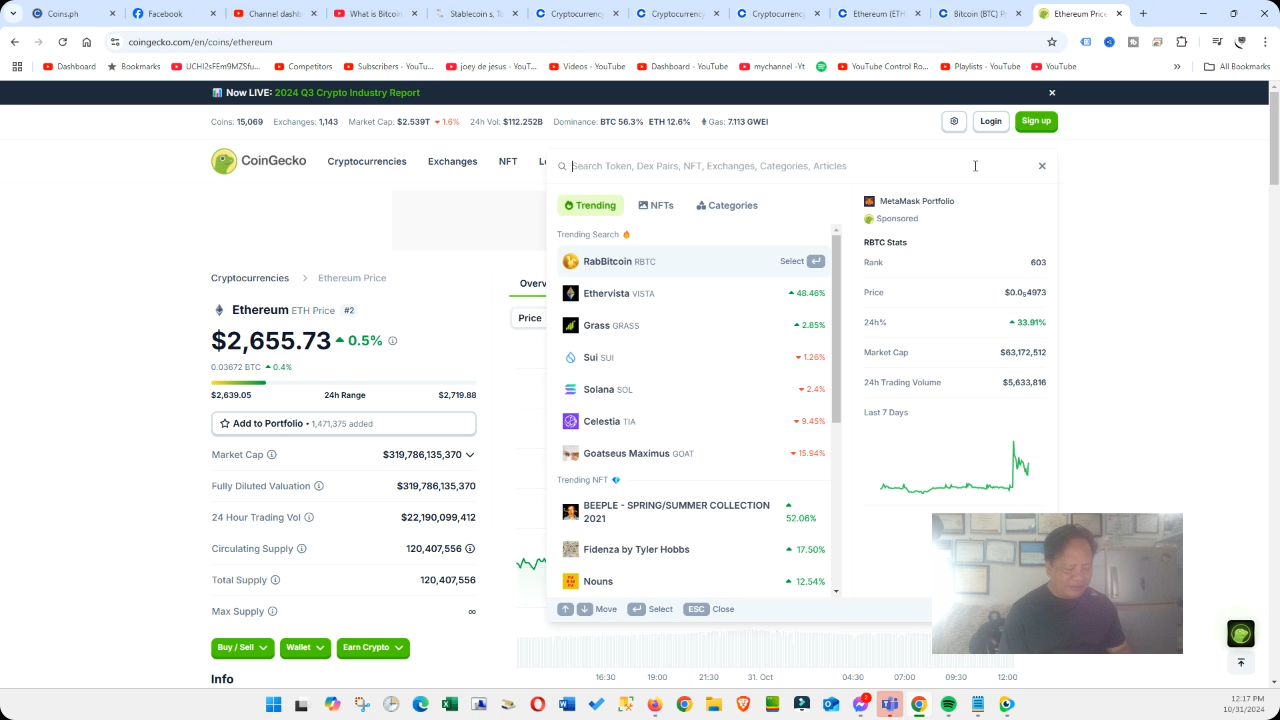 Coins.ph
Facebook
What is Bitcoin
Stablecoin s, To
Cryptocurrency
Cryptocurrency
Cryptocurrency
Ethereum (ETH
Bitcoin (BTC) Pr
Ethereum Price
coingecko.com/en/coins/ethereum
Dashboard
Bookmarks
UCHI2sFEm9MZSfu...
Competitors
Subscribers - YouTu...
joey de jesus - YouT...
Videos - YouTube
Dashboard - YouTube
mychannel -Yt
YouTube Control Ro...
Playlists - YouTube
YouTube
All Bookmarks
Now LIVE: 2024 Q3 Crypto Industry Report
Coins: 15,069 Exchanges: 1,143 Market Cap: $2.539T 1.6% 24h Vol: $112.252B Dominance: BTC 56.3% ETH 12.6% Gas: 7.113 GWEI
Login
Sign up
CoinGecko
Cryptocurrencies
Exchanges
NFT
Search Token, Dex Pairs, NFT, Exchanges, Categories, Articles
Trending
NFTs
Categories
Trending Search
RabBitcoin RBTC Select
Ethervista VISTA 48.46%
Grass GRASS 2.85%
Sui SUI 1.26%
Solana SOL 2.4%
Celestia TIA 9.45%
Goatseus Maximus GOAT 15.94%
Trending NFT
BEEPLE - SPRING/SUMMER COLLECTION
2021
52.06%
Fidenza by Tyler Hobbs 17.50%
Nouns 12.54%
Move Select ESC Close
MetaMask Portfolio
Sponsored
RBTC Stats
Rank 603
Price $0.0₅4973
24h% 33.91%
Market Cap $63,172,512
24h Trading Volume $5,633,816
Last 7 Days
Cryptocurrencies > Ethereum Price
Ethereum ETH Price #2
$2,655.73 0.5%
0.03672 BTC 0.4%
$2,639.05 24h Range $2,719.88
Add to Portfolio • 1,471,375 added
Market Cap $319,786,135,370
Fully Diluted Valuation $319,786,135,370
24 Hour Trading Vol $22,190,099,412
Circulating Supply 120,407,556
Total Supply 120,407,556
Max Supply ∞
Buy / Sell
Wallet
Earn Crypto
Info
Overv
Price
16:30 19:00 21:30 31. Oct 04:30 07:00 09:30 12:00
2
12:17 PM
10/31/2024